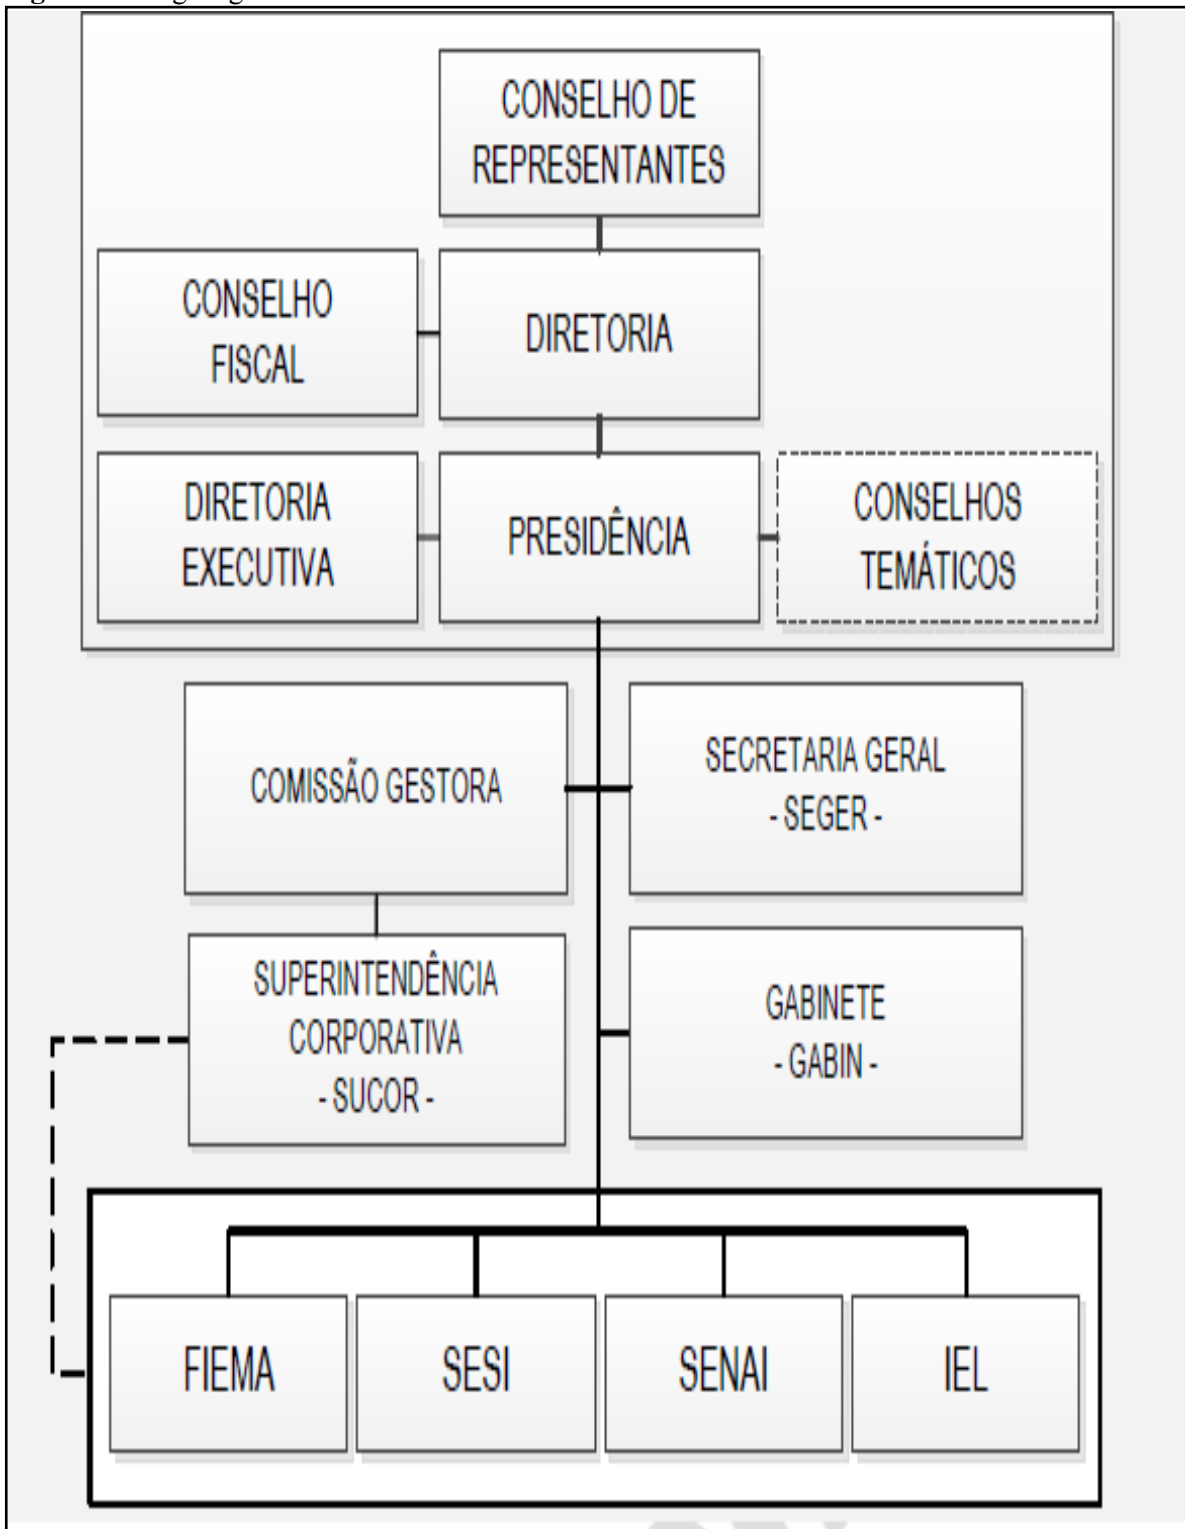 CONSELHO DE
REPRESENTANTES
CONSELHO
FISCAL
DIRETORIA
DIRETORIA
EXECUTIVA
PRESIDÊNCIA
CONSELHOS
TEMÁTICOS
COMISSÃO GESTORA
SECRETARIA GERAL
- SEGER -
SUPERINTENDÊNCIA
CORPORATIVA
- SUCOR -
GABINETE
- GABIN -
FIEMA
SESI
SENAI
IEL